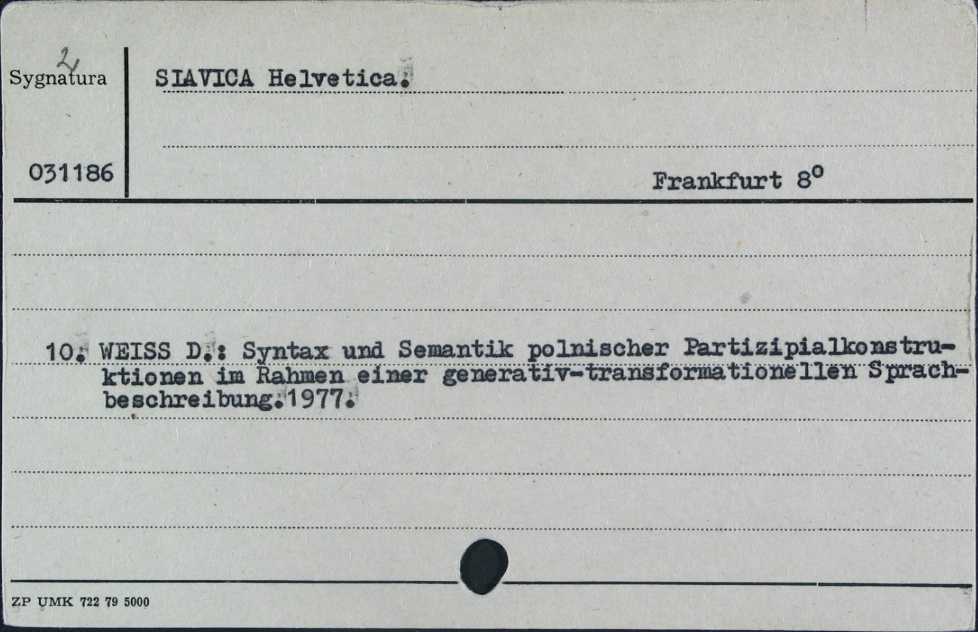 2
Sygnatura
SIAVICA Helvetica.
031186
Frankfurt 8°
10. WEISS D.: Syntax und Semantik polnischer Partizipialkonstru-
ktionen im Rahmen einer generativ-transformationellen Sprach-
beschreibung.1977.
ZP UMK 722 79 5000